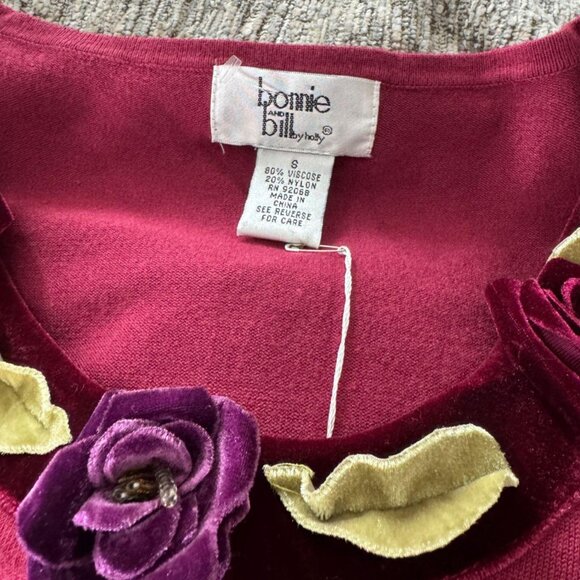 bonnie
AND
bill
by holly®
S
80% VISCOSE
20% NYLON
RN 92068
MADE IN
CHINA
SEE REVERSE
FOR CARE